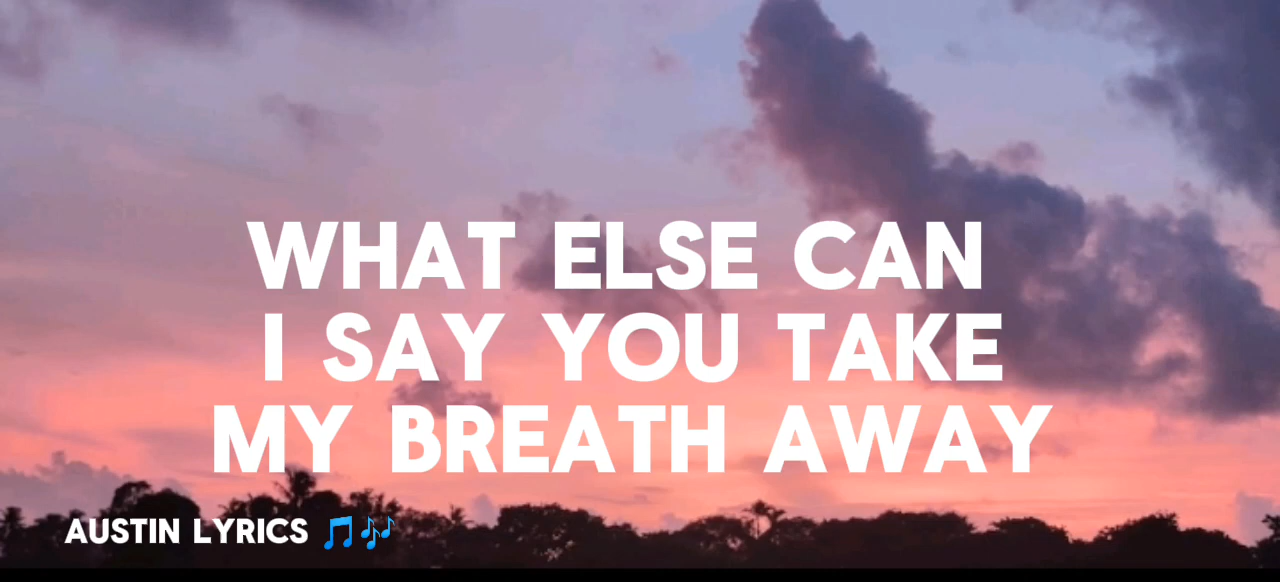 WHAT ELSE CAN
I SAY YOU TAKE
MY BREATH AWAY
AUSTIN LYRICS 🎵🎶